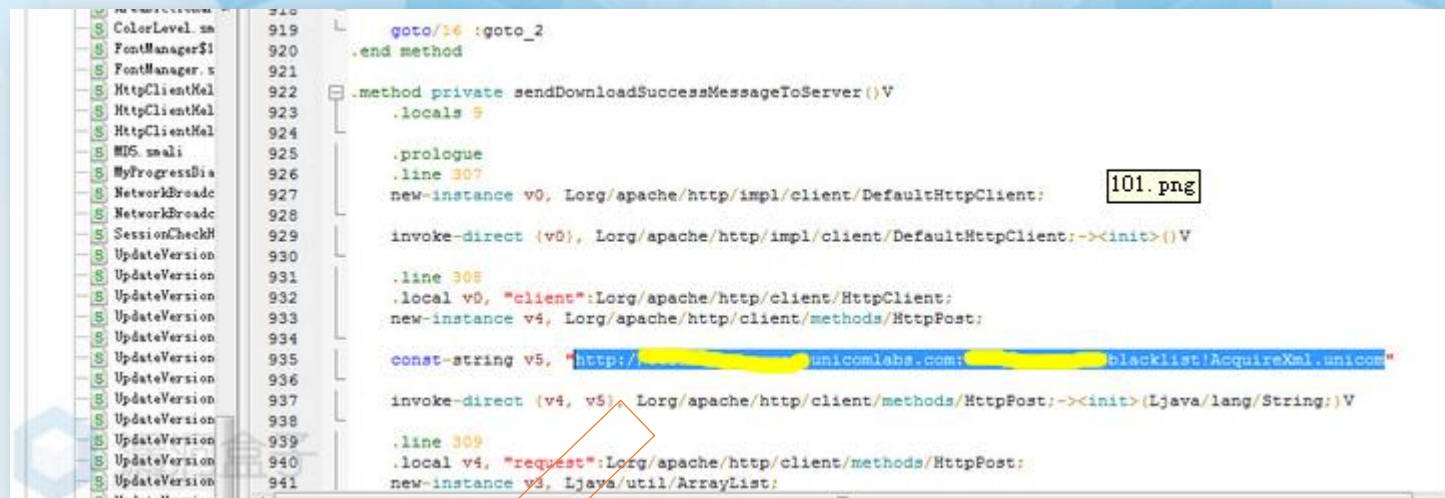 ColorLevel.sm
FontManager$1
FontManager.s
HttpClientHel
HttpClientHel
HttpClientHel
MD5.smali
MyProgressDia
NetworkBroadc
NetworkBroadc
SessionCheckH
UpdateVersion
UpdateVersion
UpdateVersion
UpdateVersion
UpdateVersion
UpdateVersion
UpdateVersion
UpdateVersion
UpdateVersion
UpdateVersion
UpdateVersion
UpdateVersion
918
919 goto/16 :goto_2
920 .end method
921
922 .method private sendDownloadSuccessMessageToServer()V
923 .locals 9
924
925 .prologue
926 .line 307
927 new-instance v0, Lorg/apache/http/impl/client/DefaultHttpClient;
928
929 invoke-direct {v0}, Lorg/apache/http/impl/client/DefaultHttpClient;-><init>()V
930
931 .line 308
932 .local v0, "client":Lorg/apache/http/client/HttpClient;
933 new-instance v4, Lorg/apache/http/client/methods/HttpPost;
934
935 const-string v5, "http:/ unicomlabs.com: blacklist!AcquireXml.unicom"
936
937 invoke-direct {v4, v5}, Lorg/apache/http/client/methods/HttpPost;-><init>(Ljava/lang/String;)V
938
939 .line 309
940 .local v4, "request":Lorg/apache/http/client/methods/HttpPost;
941 new-instance v3, Ljava/util/ArrayList;
101.png
盒子